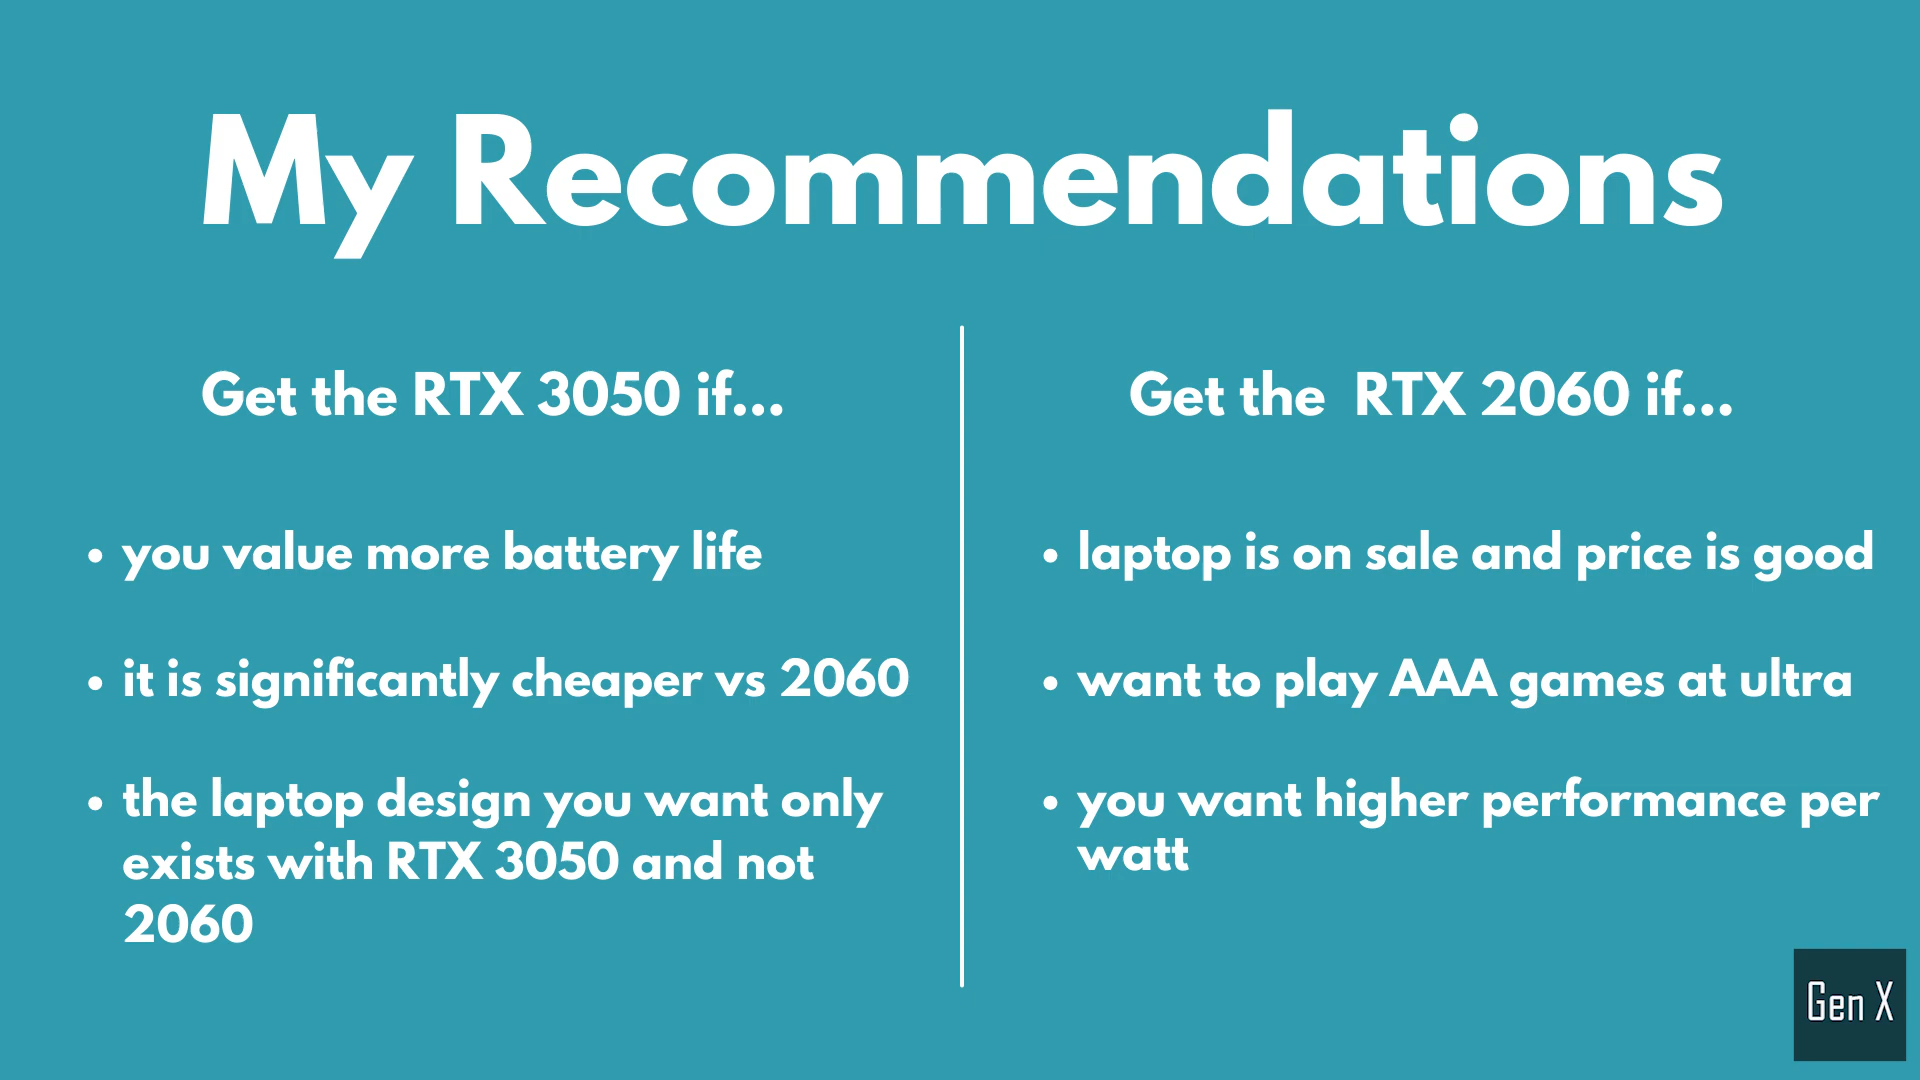 My Recommendations
Get the RTX 3050 if...
• you value more battery life
• it is significantly cheaper vs 2060
• the laptop design you want only
exists with RTX 3050 and not
2060
Get the  RTX 2060 if...
• laptop is on sale and price is good
• want to play AAA games at ultra
• you want higher performance per
watt
Gen X